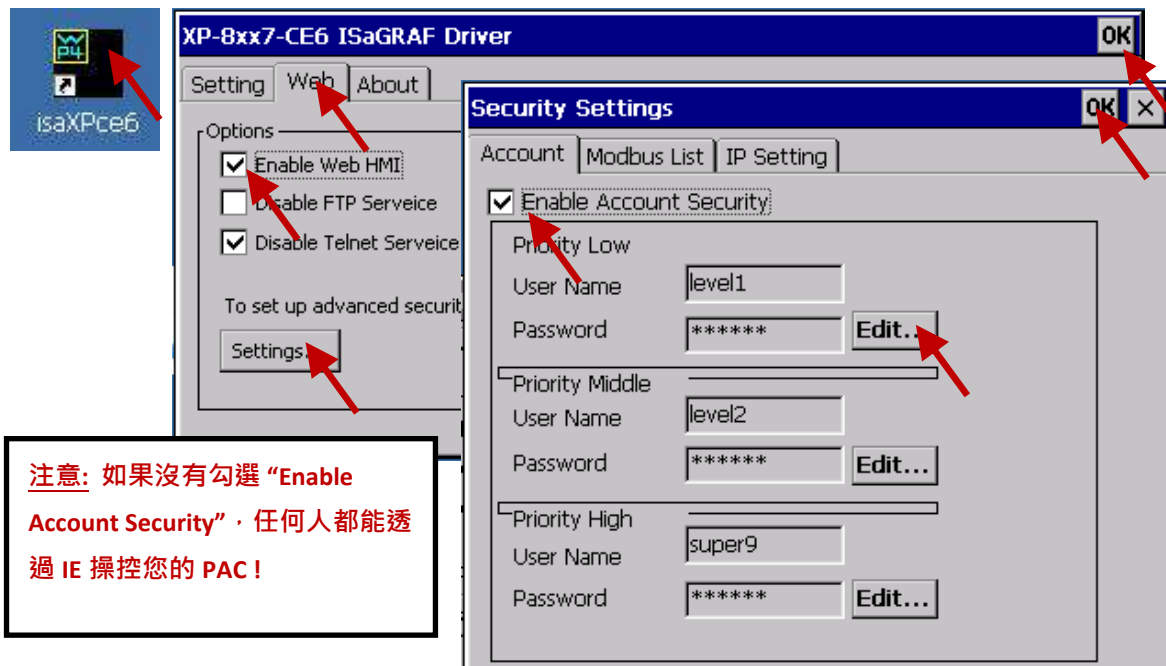 P4
isaXPce6
XP-8xx7-CE6 ISaGRAF Driver
OK
Setting Web About
Options
Enable Web HMI
Disable FTP Serveice
Disable Telnet Serveice
To set up advanced securit
Settings...
Security Settings
OK
Account Modbus List IP Setting
Enable Account Security
Priority Low
User Name level1
Password ****** Edit...
Priority Middle
User Name level2
Password ****** Edit...
Priority High
User Name super9
Password ****** Edit...
注意: 如果沒有勾選 “Enable
Account Security”，任何人都能透
過 IE 操控您的 PAC !